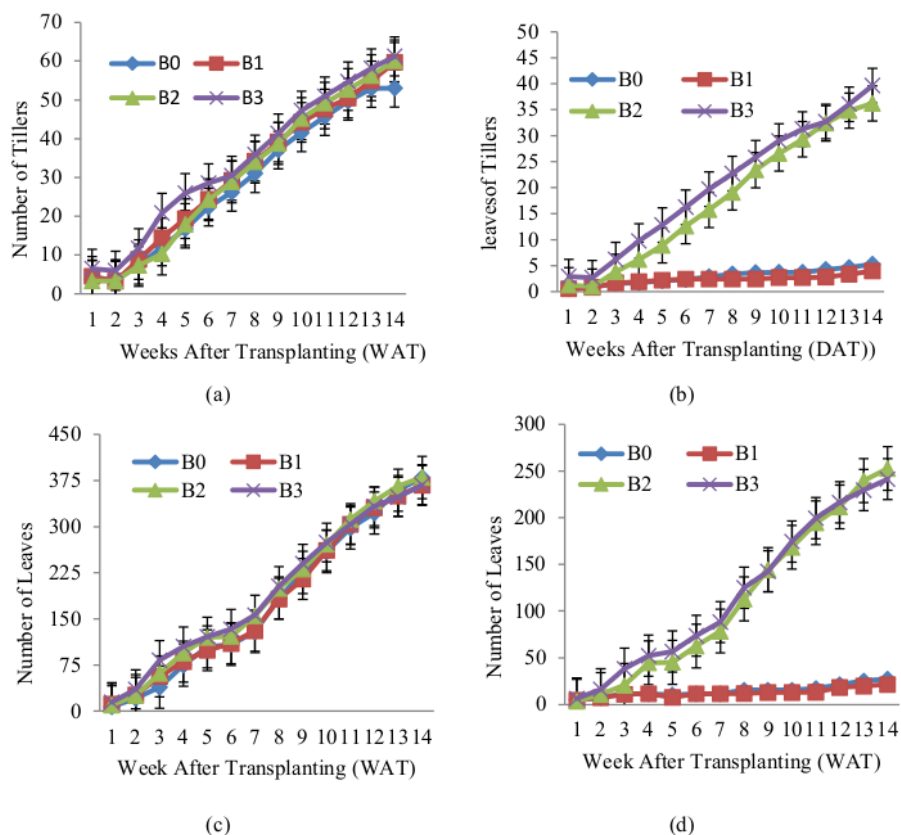 70
60
50
40
30
20
10
0
Number of Tillers
B0 B1
B2 B3
1 2 3 4 5 6 7 8 9 10 11 12 13 14
Weeks After Transplanting (WAT)
(a)
50
45
40
35
30
25
20
15
10
5
0
leavesof Tillers
B0 B1
B2 B3
1 2 3 4 5 6 7 8 9 10 11 12 13 14
Weeks After Transplanting (DAT))
(b)
450
375
300
225
150
75
0
Number of Leaves
B0 B1
B2 B3
1 2 3 4 5 6 7 8 9 10 11 12 13 14
Week After Transplanting (WAT)
(c)
300
250
200
150
100
50
0
Number of Leaves
B0 B1
B2 B3
1 2 3 4 5 6 7 8 9 10 11 12 13 14
Week After Transplanting (WAT)
(d)